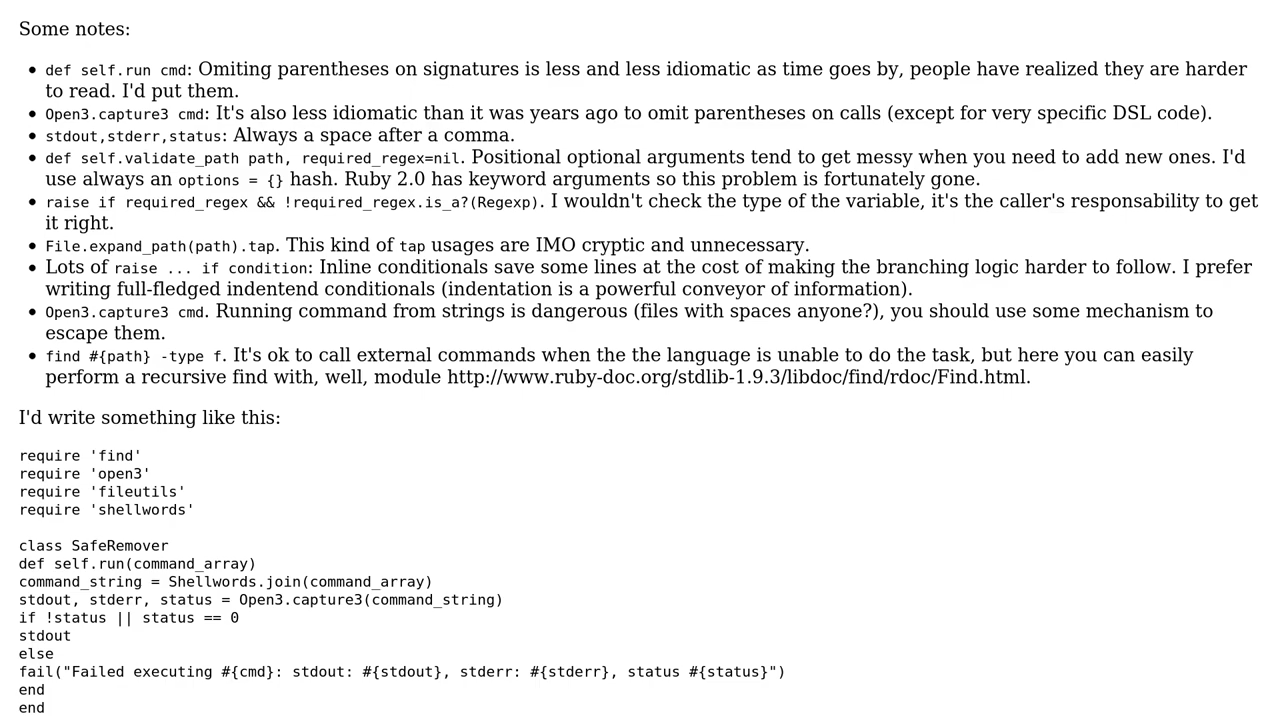 Some notes:
• def self.run cmd: Omiting parentheses on signatures is less and less idiomatic as time goes by, people have realized they are harder
to read. I'd put them.
• Open3.capture3 cmd: It's also less idiomatic than it was years ago to omit parentheses on calls (except for very specific DSL code).
• stdout,stderr,status: Always a space after a comma.
• def self.validate_path path, required_regex=nil. Positional optional arguments tend to get messy when you need to add new ones. I'd
use always an options = {} hash. Ruby 2.0 has keyword arguments so this problem is fortunately gone.
• raise if required_regex && !required_regex.is_a?(Regexp). I wouldn't check the type of the variable, it's the caller's responsability to get
it right.
• File.expand_path(path).tap. This kind of tap usages are IMO cryptic and unnecessary.
• Lots of raise ... if condition: Inline conditionals save some lines at the cost of making the branching logic harder to follow. I prefer
writing full-fledged indentend conditionals (indentation is a powerful conveyor of information).
• Open3.capture3 cmd. Running command from strings is dangerous (files with spaces anyone?), you should use some mechanism to
escape them.
• find #{path} -type f. It's ok to call external commands when the the language is unable to do the task, but here you can easily
perform a recursive find with, well, module http://www.ruby-doc.org/stdlib-1.9.3/libdoc/find/rdoc/Find.html.
I'd write something like this:
require 'find'
require 'open3'
require 'fileutils'
require 'shellwords'
class SafeRemover
def self.run(command_array)
command_string = Shellwords.join(command_array)
stdout, stderr, status = Open3.capture3(command_string)
if !status || status == 0
stdout
else
fail("Failed executing #{cmd}: stdout: #{stdout}, stderr: #{stderr}, status #{status}")
end
end